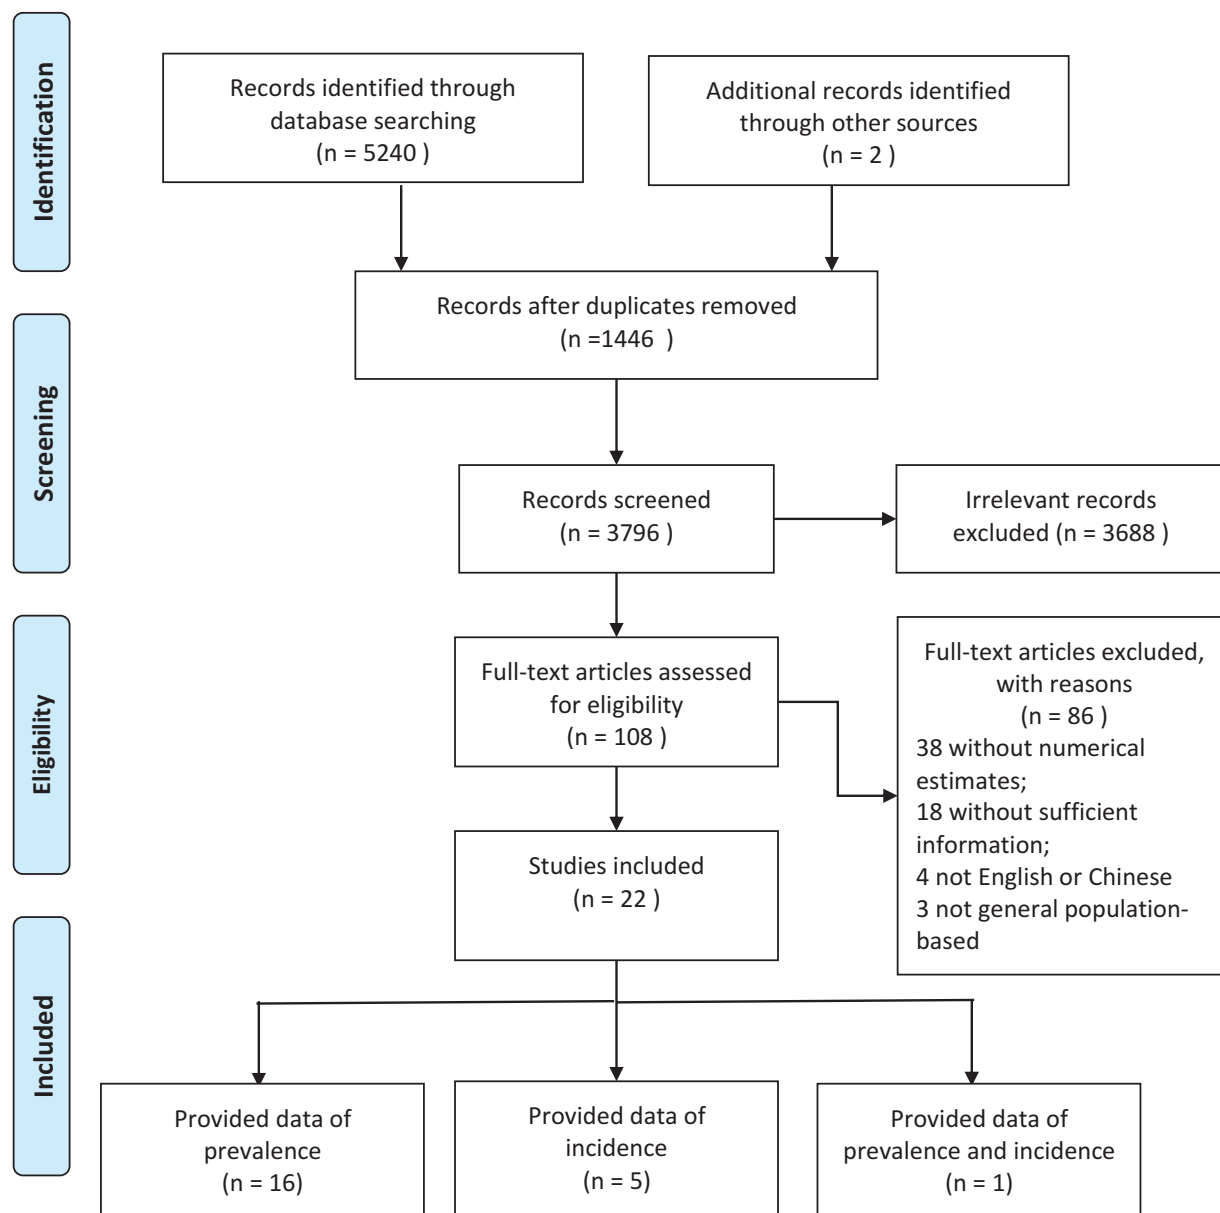 Identification
Records identified through
database searching
(n = 5240 )
Additional records identified
through other sources
(n = 2 )
Records after duplicates removed
(n =1446  )
Screening
Records screened
(n = 3796 )
Irrelevant records
excluded (n = 3688 )
Eligibility
Full-text articles assessed
for eligibility
(n = 108 )
Full-text articles excluded,
with reasons
(n = 86 )
38 without numerical
estimates;
18 without sufficient
information;
4 not English or Chinese
3 not general population-
based
Studies included
(n = 22 )
Included
Provided data of
prevalence
(n = 16)
Provided data of
incidence
(n = 5)
Provided data of
prevalence and incidence
(n = 1)